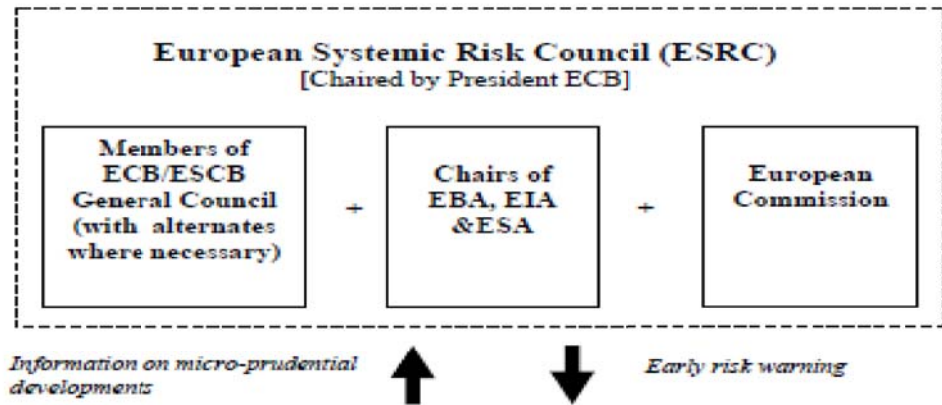 European Systemic Risk Council (ESRC)
[Chaired by President ECB]
Members of
ECB/ESCB
General Council
(with alternates
where necessary)
+
Chairs of
EBA, EIA
&ESA
+
European
Commission
Information on micro-prudential
developments
Early risk warning